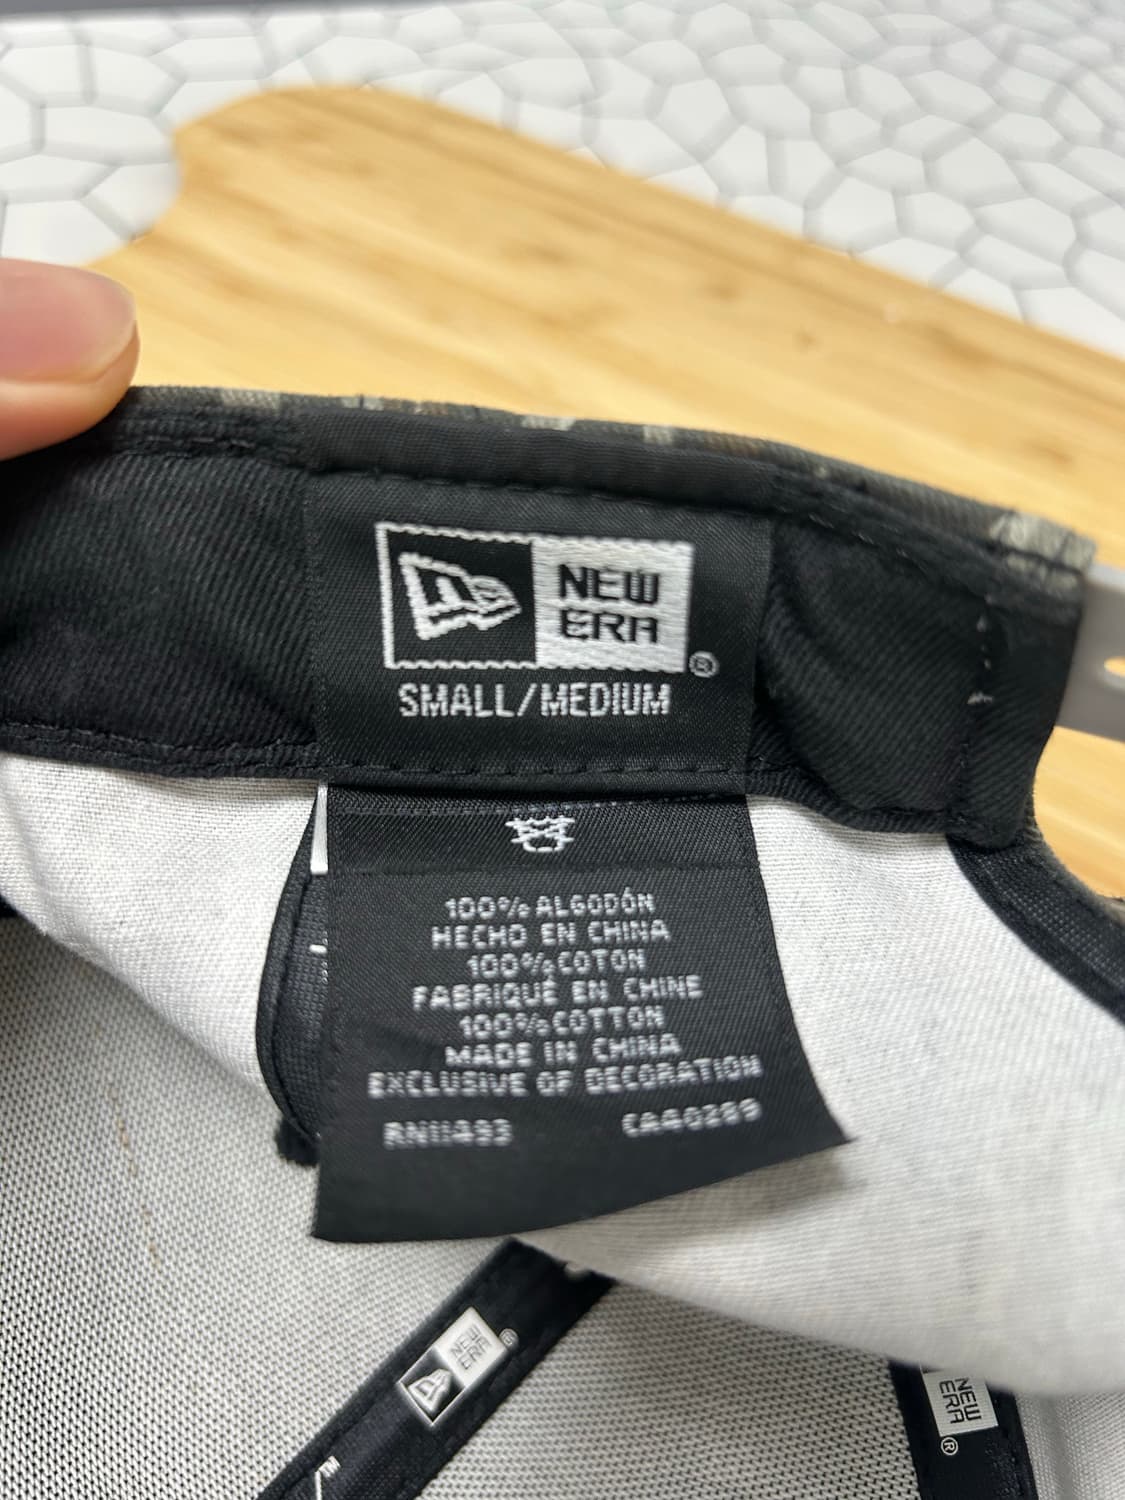 NEW
ERA
®
SMALL/MEDIUM
100% ALGODÓN
HECHO EN CHINA
100% COTON
FABRIQUÉ EN CHINE
100% COTTON
MADE IN CHINA
EXCLUSIVE OF DECORATION
CA40289
NEW
ERA
®
NEW
ERA
®
™